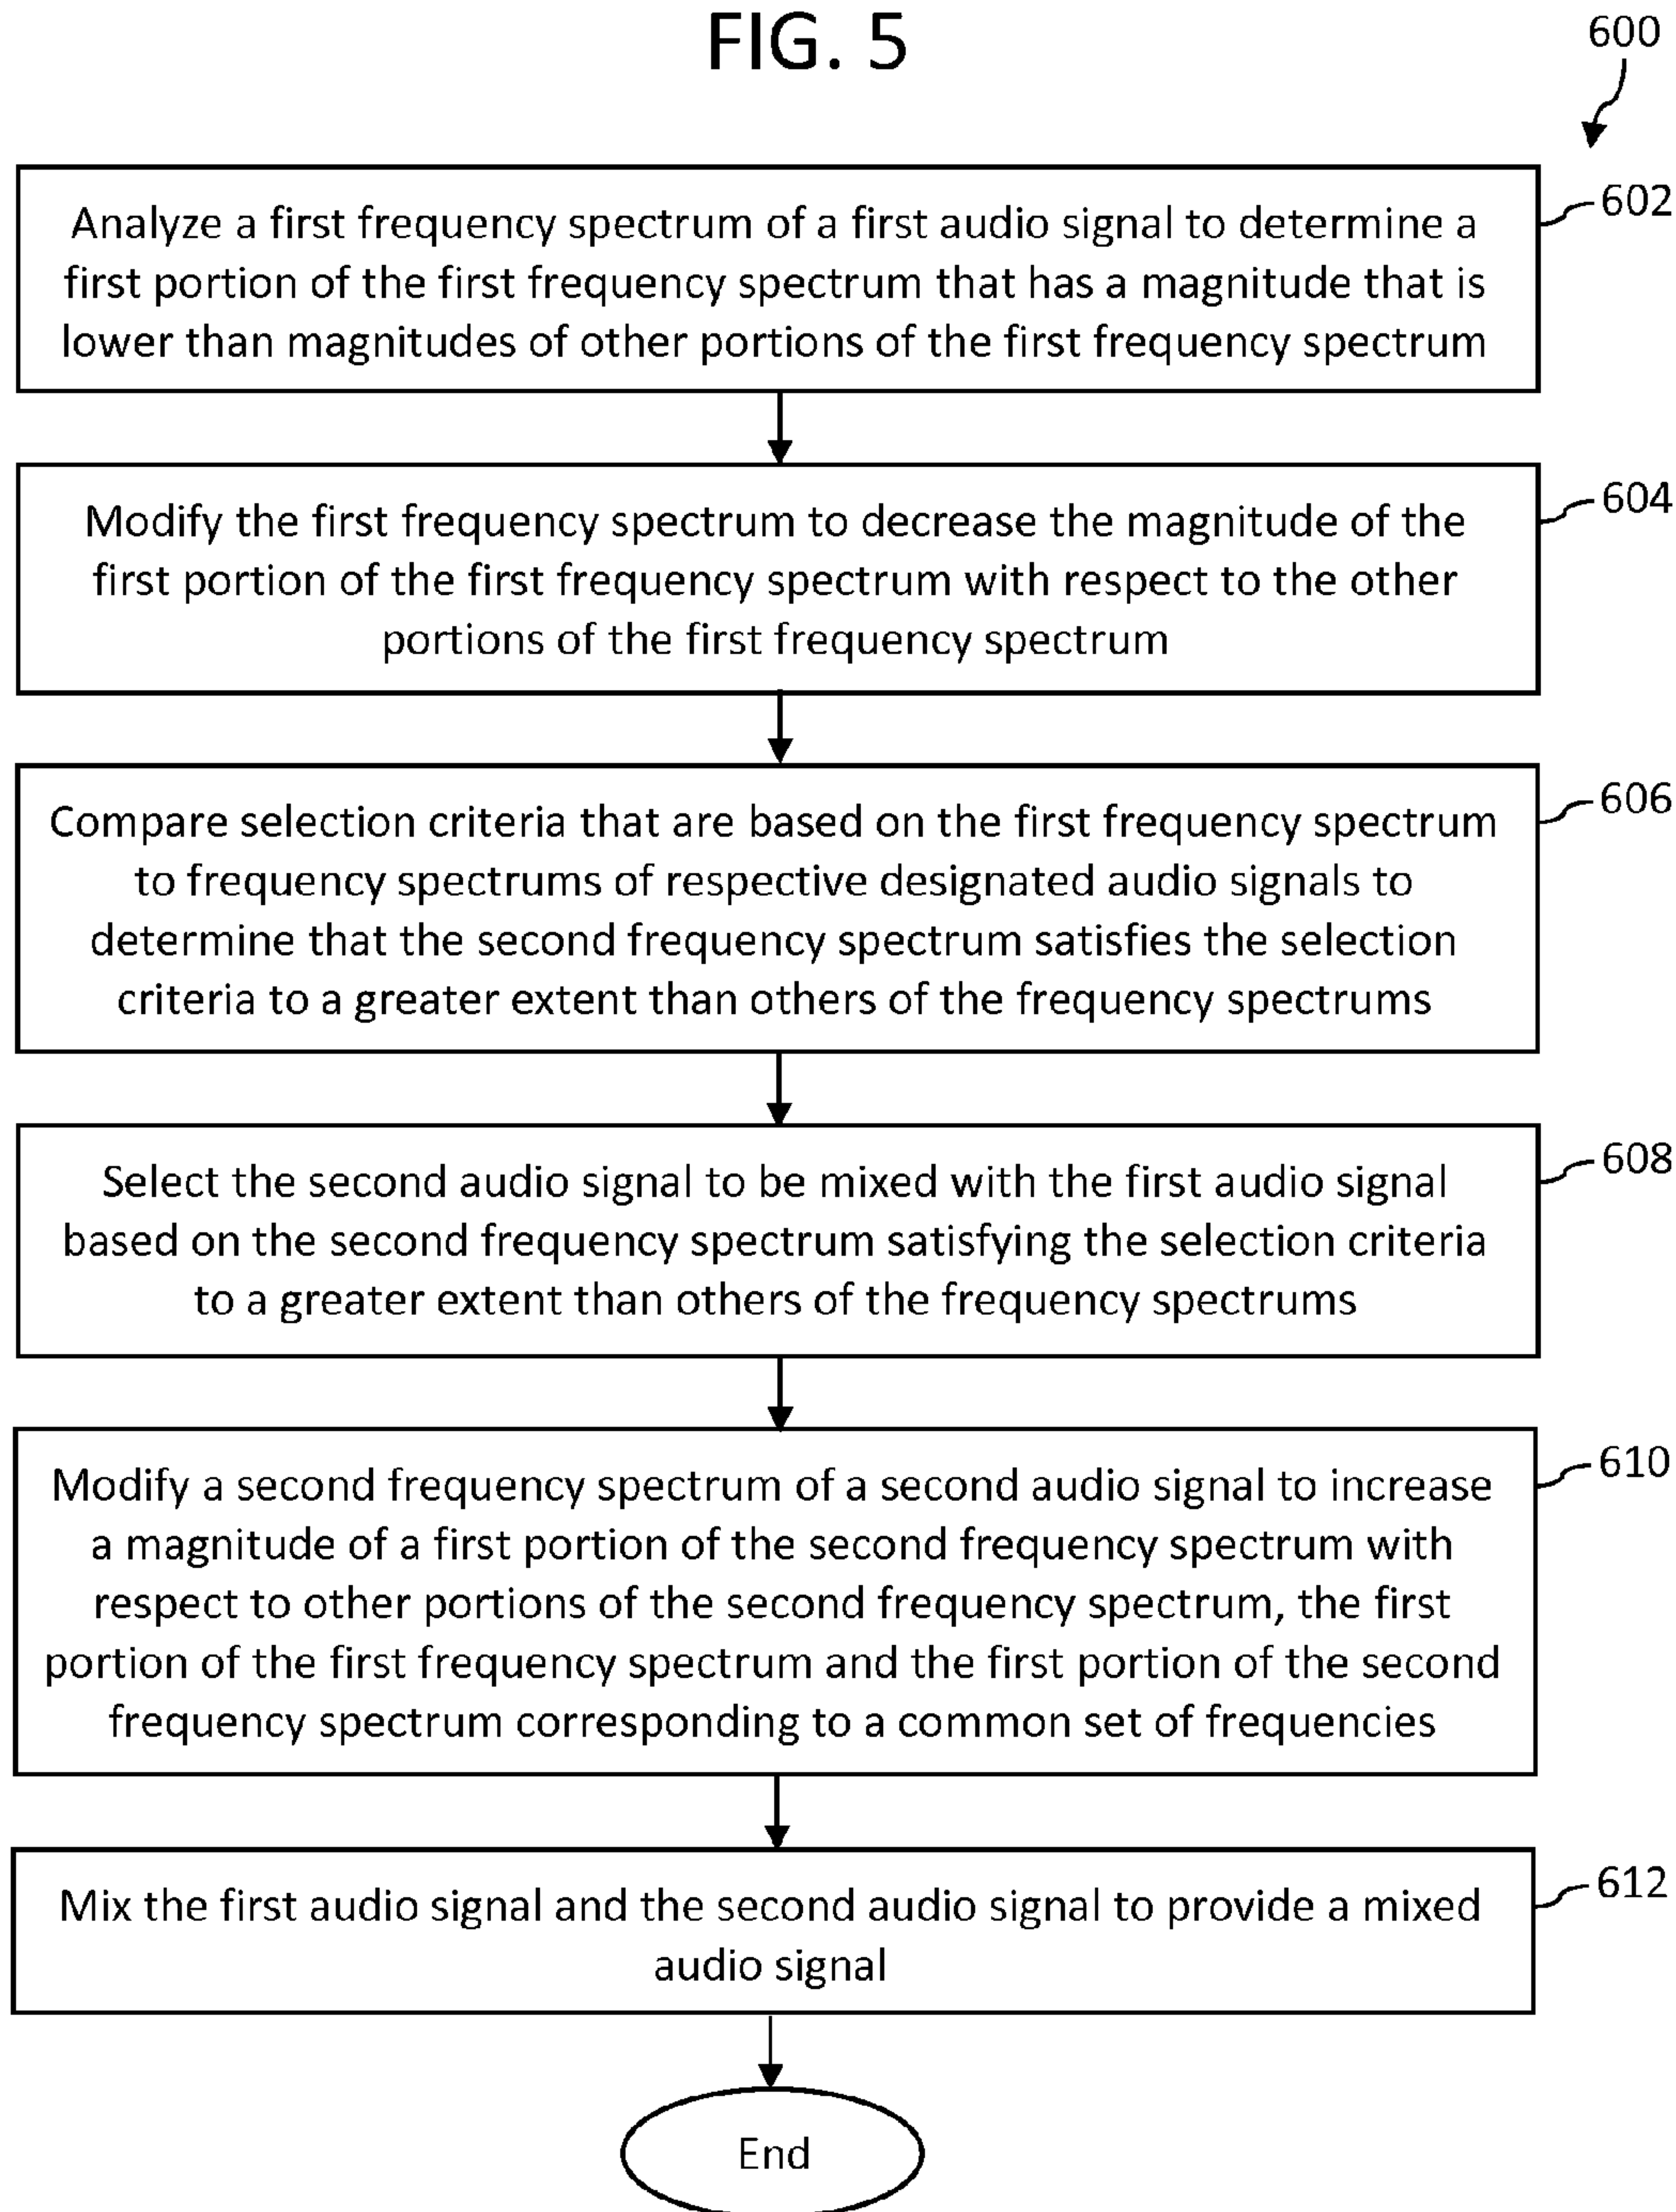 FIG. 5
600
Analyze a first frequency spectrum of a first audio signal to determine a
first portion of the first frequency spectrum that has a magnitude that is
lower than magnitudes of other portions of the first frequency spectrum
602
Modify the first frequency spectrum to decrease the magnitude of the
first portion of the first frequency spectrum with respect to the other
portions of the first frequency spectrum
604
Compare selection criteria that are based on the first frequency spectrum
to frequency spectrums of respective designated audio signals to
determine that the second frequency spectrum satisfies the selection
criteria to a greater extent than others of the frequency spectrums
606
Select the second audio signal to be mixed with the first audio signal
based on the second frequency spectrum satisfying the selection criteria
to a greater extent than others of the frequency spectrums
608
Modify a second frequency spectrum of a second audio signal to increase
a magnitude of a first portion of the second frequency spectrum with
respect to other portions of the second frequency spectrum, the first
portion of the first frequency spectrum and the first portion of the second
frequency spectrum corresponding to a common set of frequencies
610
Mix the first audio signal and the second audio signal to provide a mixed
audio signal
612
End